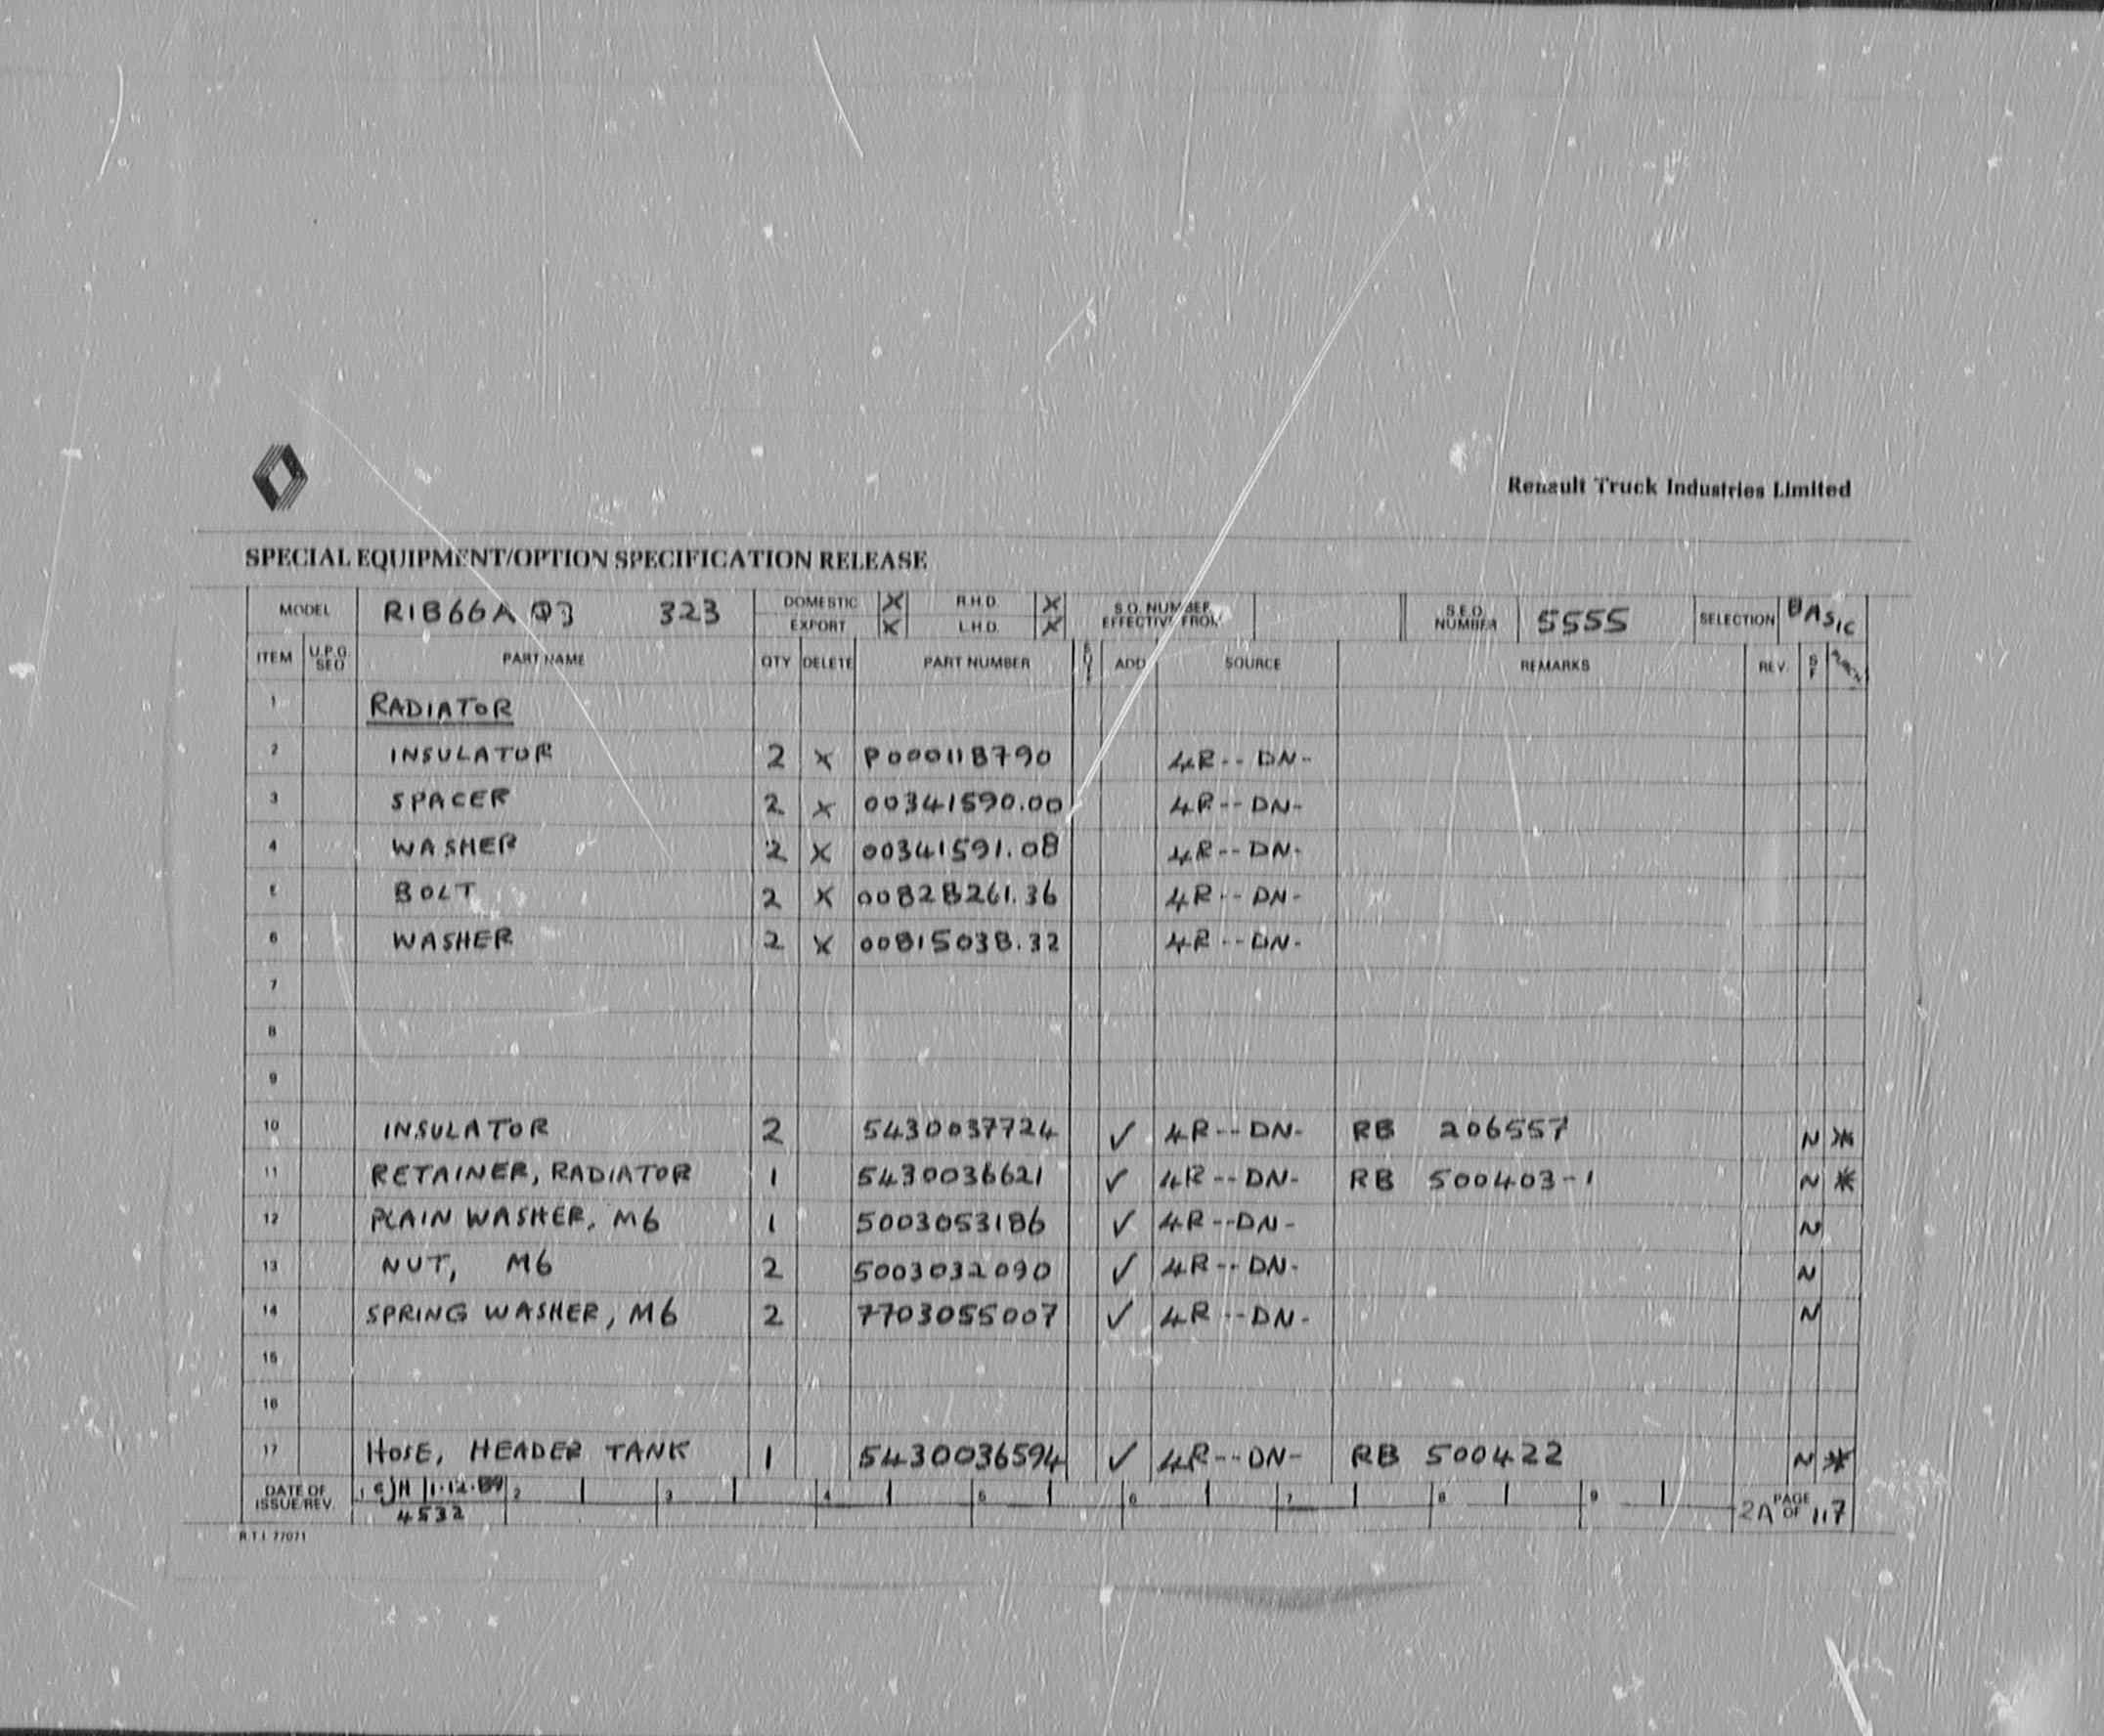 Renault Truck Industries Limited
SPECIAL EQUIPMENT/OPTION SPECIFICATION RELEASE
MODEL R1B66A 03 323 DOMESTIC X R.H.D. X S.O. NUMBER S.E.O. NUMBER 5555 SELECTION BASIC
EXPORT X L.H.D. X EFFECTIVE FROM
ITEM U.P.G. SEQ PART NAME QTY DELETE PART NUMBER ADD SOURCE REMARKS REV. S F
1 RADIATOR
2 INSULATOR 2 X P000118790 4R--DN-
3 SPACER 2 X 00341590.00 4R--DN-
4 WASHER 2 X 00341591.08 4R--DN-
5 BOLT 2 X 00828261.36 4R--DN-
6 WASHER 2 X 00815038.32 4R--DN-
7
8
9
10 INSULATOR 2 5430037724 ✓ 4R--DN- RB 206557 N *
11 RETAINER, RADIATOR 1 5430036621 ✓ 4R--DN- RB 500403-1 N *
12 PLAIN WASHER, M6 1 5003053186 ✓ 4R--DN- N
13 NUT, M6 2 5003032090 ✓ 4R--DN- N
14 SPRING WASHER, M6 2 7703055007 ✓ 4R--DN- N
15
16
17 HOSE, HEADER TANK 1 5430036594 ✓ 4R--DN- RB 500422 N *
DATE OF ISSUE/REV. 1 CJH 1.12.89 2 3 4 5 6 7 8 9 2A PAGE OF 117
4532
R.T.I. 77071